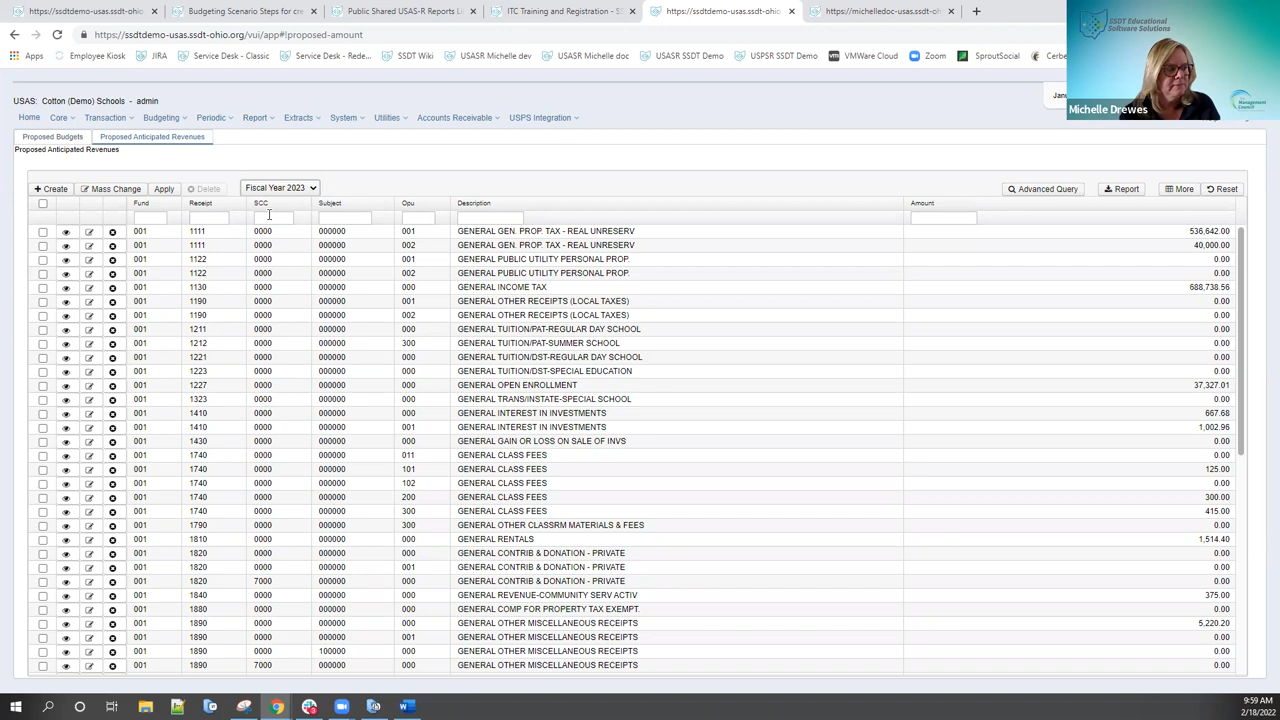 https://ssdtdemo-usas.ssdt-ohio.org/
Budgeting Scenario Steps for cre
Public Shared USAS-R Reports Li
ITC Training and Registration - SS
https://ssdtdemo-usas.ssdt-ohio.
https://michelledoc-usas.ssdt-oh
https://ssdtdemo-usas.ssdt-ohio.org/vui/app#!proposed-amount
Apps Employee Kiosk JIRA Service Desk - Classic Service Desk - Rede... SSDT Wiki USASR Michelle dev USASR Michelle doc USASR SSDT Demo USPSR SSDT Demo VMWare Cloud Zoom SproutSocial Cerbe
SSDT Educational
Software Solutions
Management
Council
Michelle Drewes
USAS: Cotton (Demo) Schools - admin
Janu
Home Core Transaction Budgeting Periodic Report Extracts System Utilities Accounts Receivable USPS Integration
Proposed Budgets Proposed Anticipated Revenues
Proposed Anticipated Revenues
Create Mass Change Apply Delete Fiscal Year 2023 Advanced Query Report More Reset
Fund Receipt SCC Subject Opu Description Amount
001 1111 0000 000000 001 GENERAL GEN. PROP. TAX - REAL UNRESERV 536,642.00
001 1111 0000 000000 002 GENERAL GEN. PROP. TAX - REAL UNRESERV 40,000.00
001 1122 0000 000000 001 GENERAL PUBLIC UTILITY PERSONAL PROP. 0.00
001 1122 0000 000000 002 GENERAL PUBLIC UTILITY PERSONAL PROP. 0.00
001 1130 0000 000000 000 GENERAL INCOME TAX 688,738.56
001 1190 0000 000000 001 GENERAL OTHER RECEIPTS (LOCAL TAXES) 0.00
001 1190 0000 000000 002 GENERAL OTHER RECEIPTS (LOCAL TAXES) 0.00
001 1211 0000 000000 000 GENERAL TUITION/PAT-REGULAR DAY SCHOOL 0.00
001 1212 0000 000000 300 GENERAL TUITION/PAT-SUMMER SCHOOL 0.00
001 1221 0000 000000 000 GENERAL TUITION/DST-REGULAR DAY SCHOOL 0.00
001 1223 0000 000000 000 GENERAL TUITION/DST-SPECIAL EDUCATION 0.00
001 1227 0000 000000 000 GENERAL OPEN ENROLLMENT 37,327.01
001 1323 0000 000000 000 GENERAL TRANS/INSTATE-SPECIAL SCHOOL 0.00
001 1410 0000 000000 000 GENERAL INTEREST IN INVESTMENTS 667.68
001 1410 0000 000000 001 GENERAL INTEREST IN INVESTMENTS 1,002.96
001 1430 0000 000000 000 GENERAL GAIN OR LOSS ON SALE OF INVS 0.00
001 1740 0000 000000 011 GENERAL CLASS FEES 0.00
001 1740 0000 000000 101 GENERAL CLASS FEES 125.00
001 1740 0000 000000 102 GENERAL CLASS FEES 0.00
001 1740 0000 000000 200 GENERAL CLASS FEES 300.00
001 1740 0000 000000 300 GENERAL CLASS FEES 415.00
001 1790 0000 000000 300 GENERAL OTHER CLASSRM MATERIALS & FEES 0.00
001 1810 0000 000000 000 GENERAL RENTALS 1,514.40
001 1820 0000 000000 000 GENERAL CONTRIB & DONATION - PRIVATE 0.00
001 1820 0000 000000 001 GENERAL CONTRIB & DONATION - PRIVATE 0.00
001 1820 7000 000000 000 GENERAL CONTRIB & DONATION - PRIVATE 0.00
001 1840 0000 000000 000 GENERAL REVENUE-COMMUNITY SERV ACTIV 375.00
001 1880 0000 000000 000 GENERAL COMP FOR PROPERTY TAX EXEMPT. 0.00
001 1890 0000 000000 000 GENERAL OTHER MISCELLANEOUS RECEIPTS 5,220.20
001 1890 0000 000000 001 GENERAL OTHER MISCELLANEOUS RECEIPTS 0.00
001 1890 0000 100000 000 GENERAL OTHER MISCELLANEOUS RECEIPTS 0.00
001 1890 7000 000000 000 GENERAL OTHER MISCELLANEOUS RECEIPTS 0.00
9:59 AM
2/18/2022